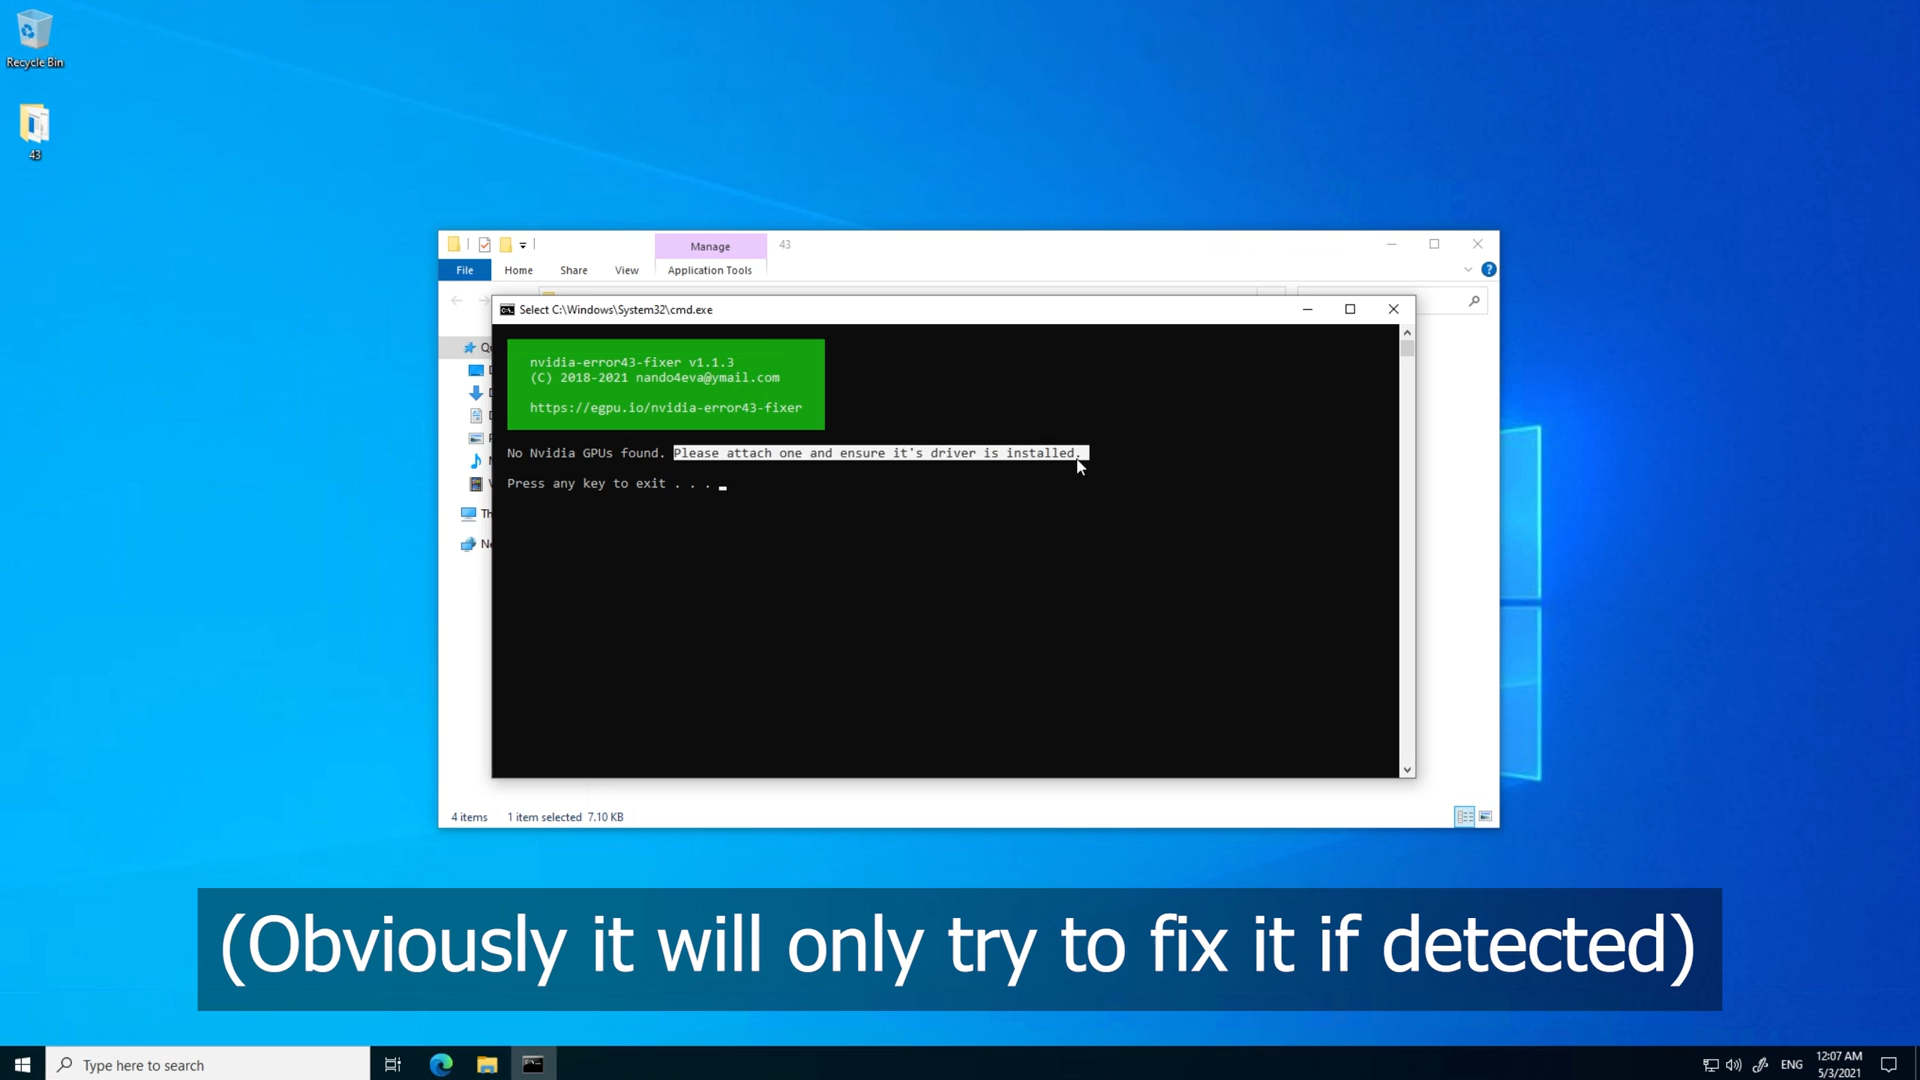 Recycle Bin
43
Manage
43
File
Home
Share
View
Application Tools
Select C:\Windows\System32\cmd.exe
nvidia-error43-fixer v1.1.3
(C) 2018-2021 nando4eva@ymail.com
https://egpu.io/nvidia-error43-fixer
No Nvidia GPUs found. Please attach one and ensure it's driver is installed.
Press any key to exit . . .
4 items
1 item selected 7.10 KB
(Obviously it will only try to fix it if detected)
Type here to search
ENG
12:07 AM
5/3/2021